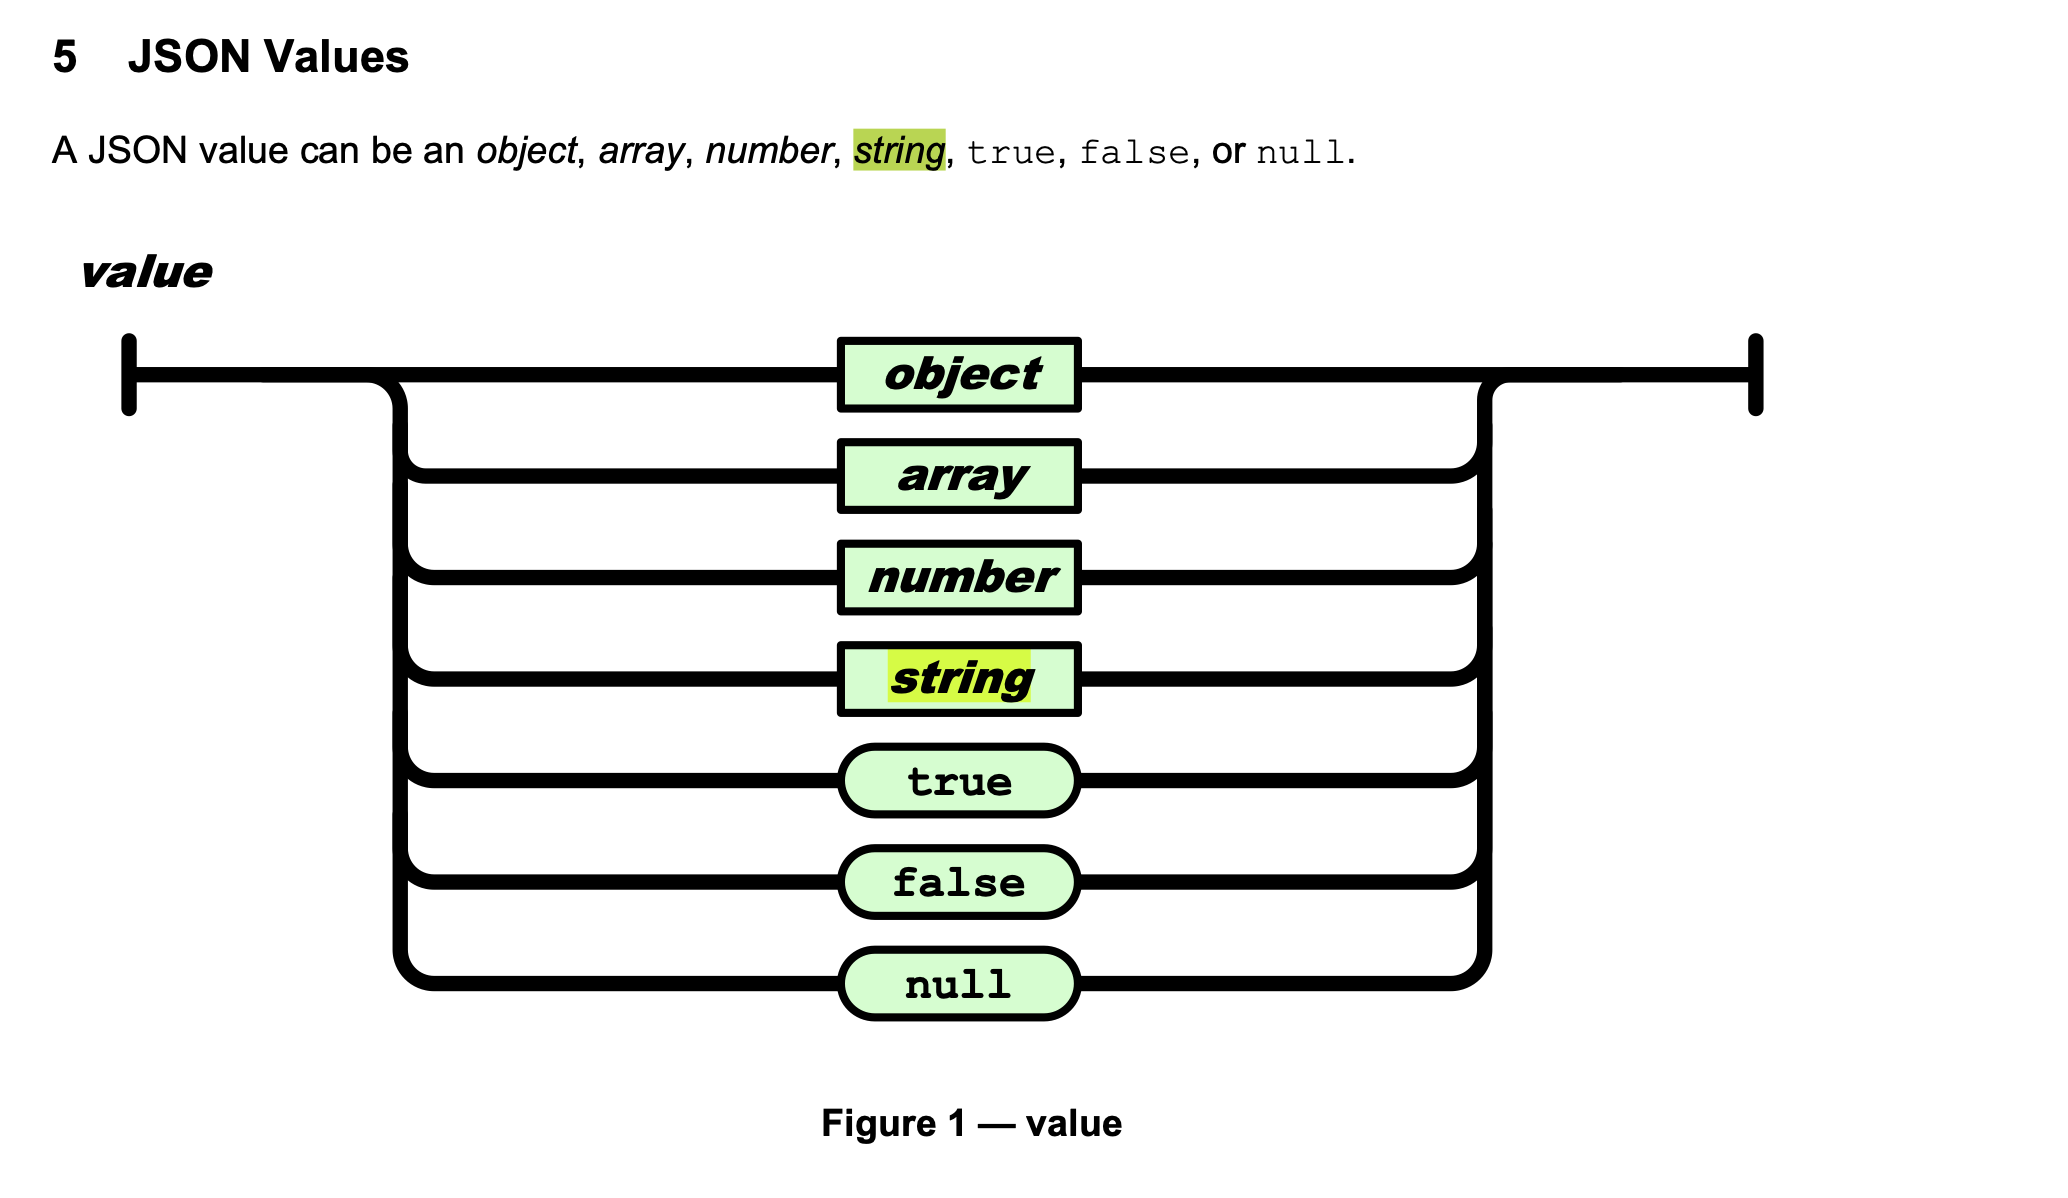 5 JSON Values
A JSON value can be an object, array, number, string, true, false, or null.
value
object
array
number
string
true
false
null
Figure 1 — value